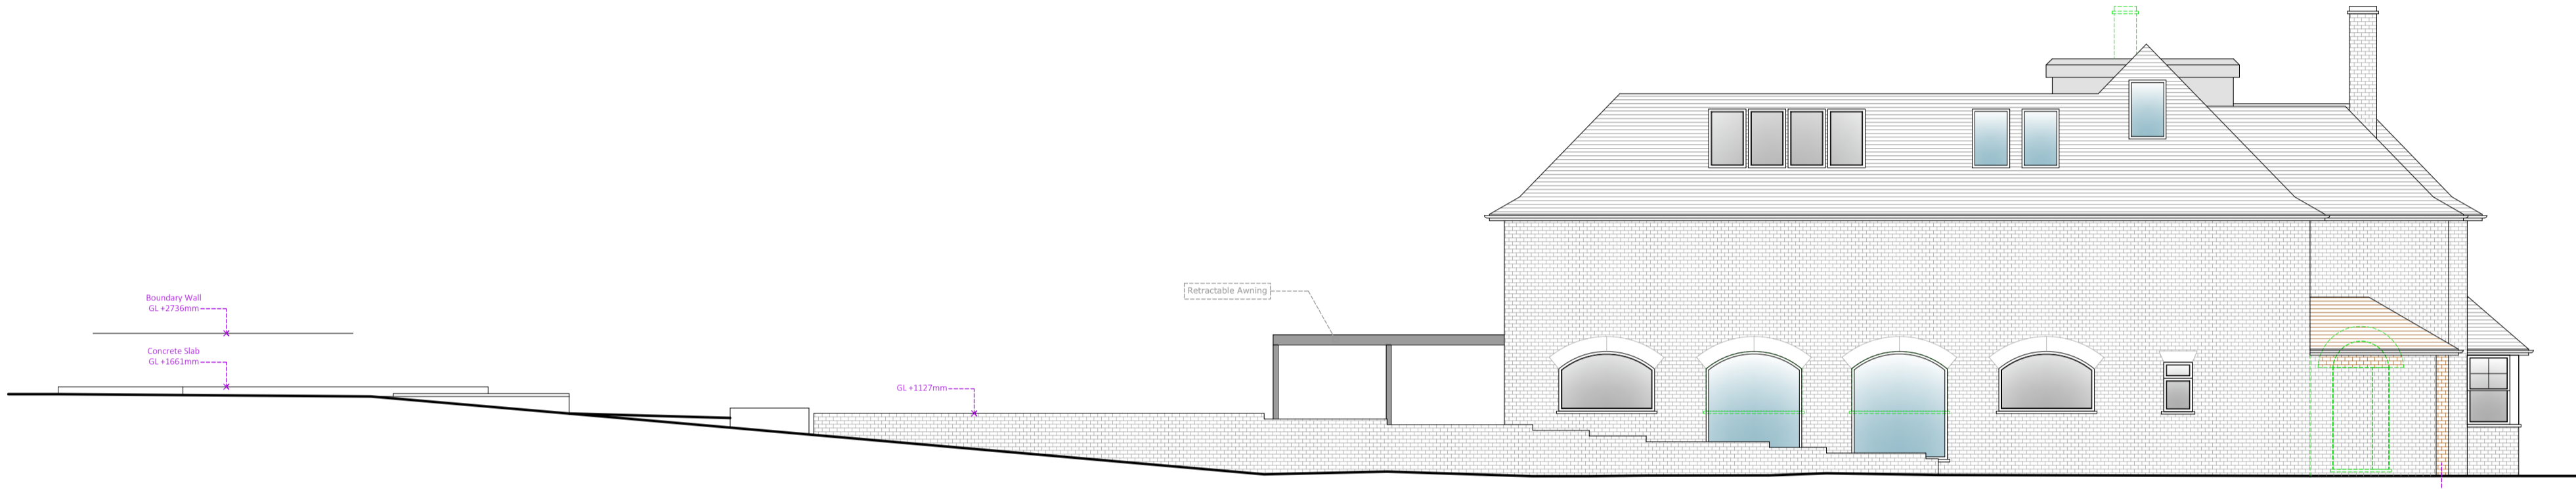 Boundary Wall
GL +2736mm
Concrete Slab
GL +1661mm
GL +1127mm
Retractable Awning